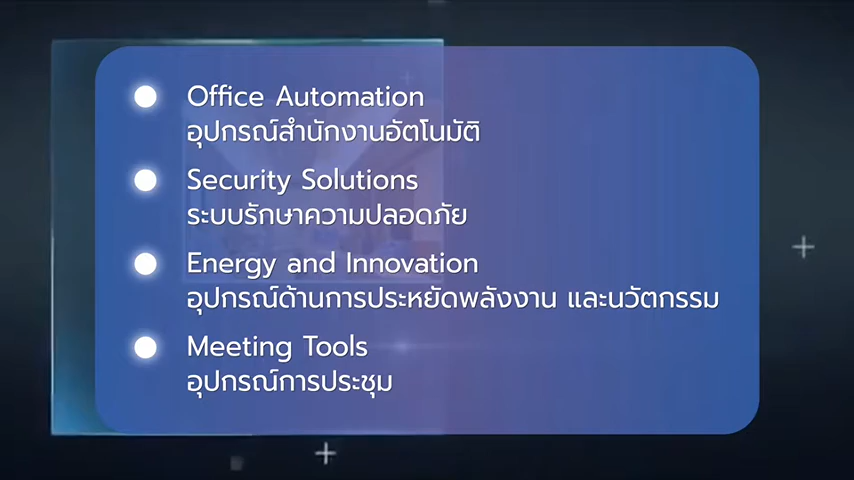 Office Automation
อุปกรณ์สำนักงานอัตโนมัติ
Security Solutions
ระบบรักษาความปลอดภัย
Energy and Innovation
อุปกรณ์ด้านการประหยัดพลังงาน และนวัตกรรม
Meeting Tools
อุปกรณ์การประชุม